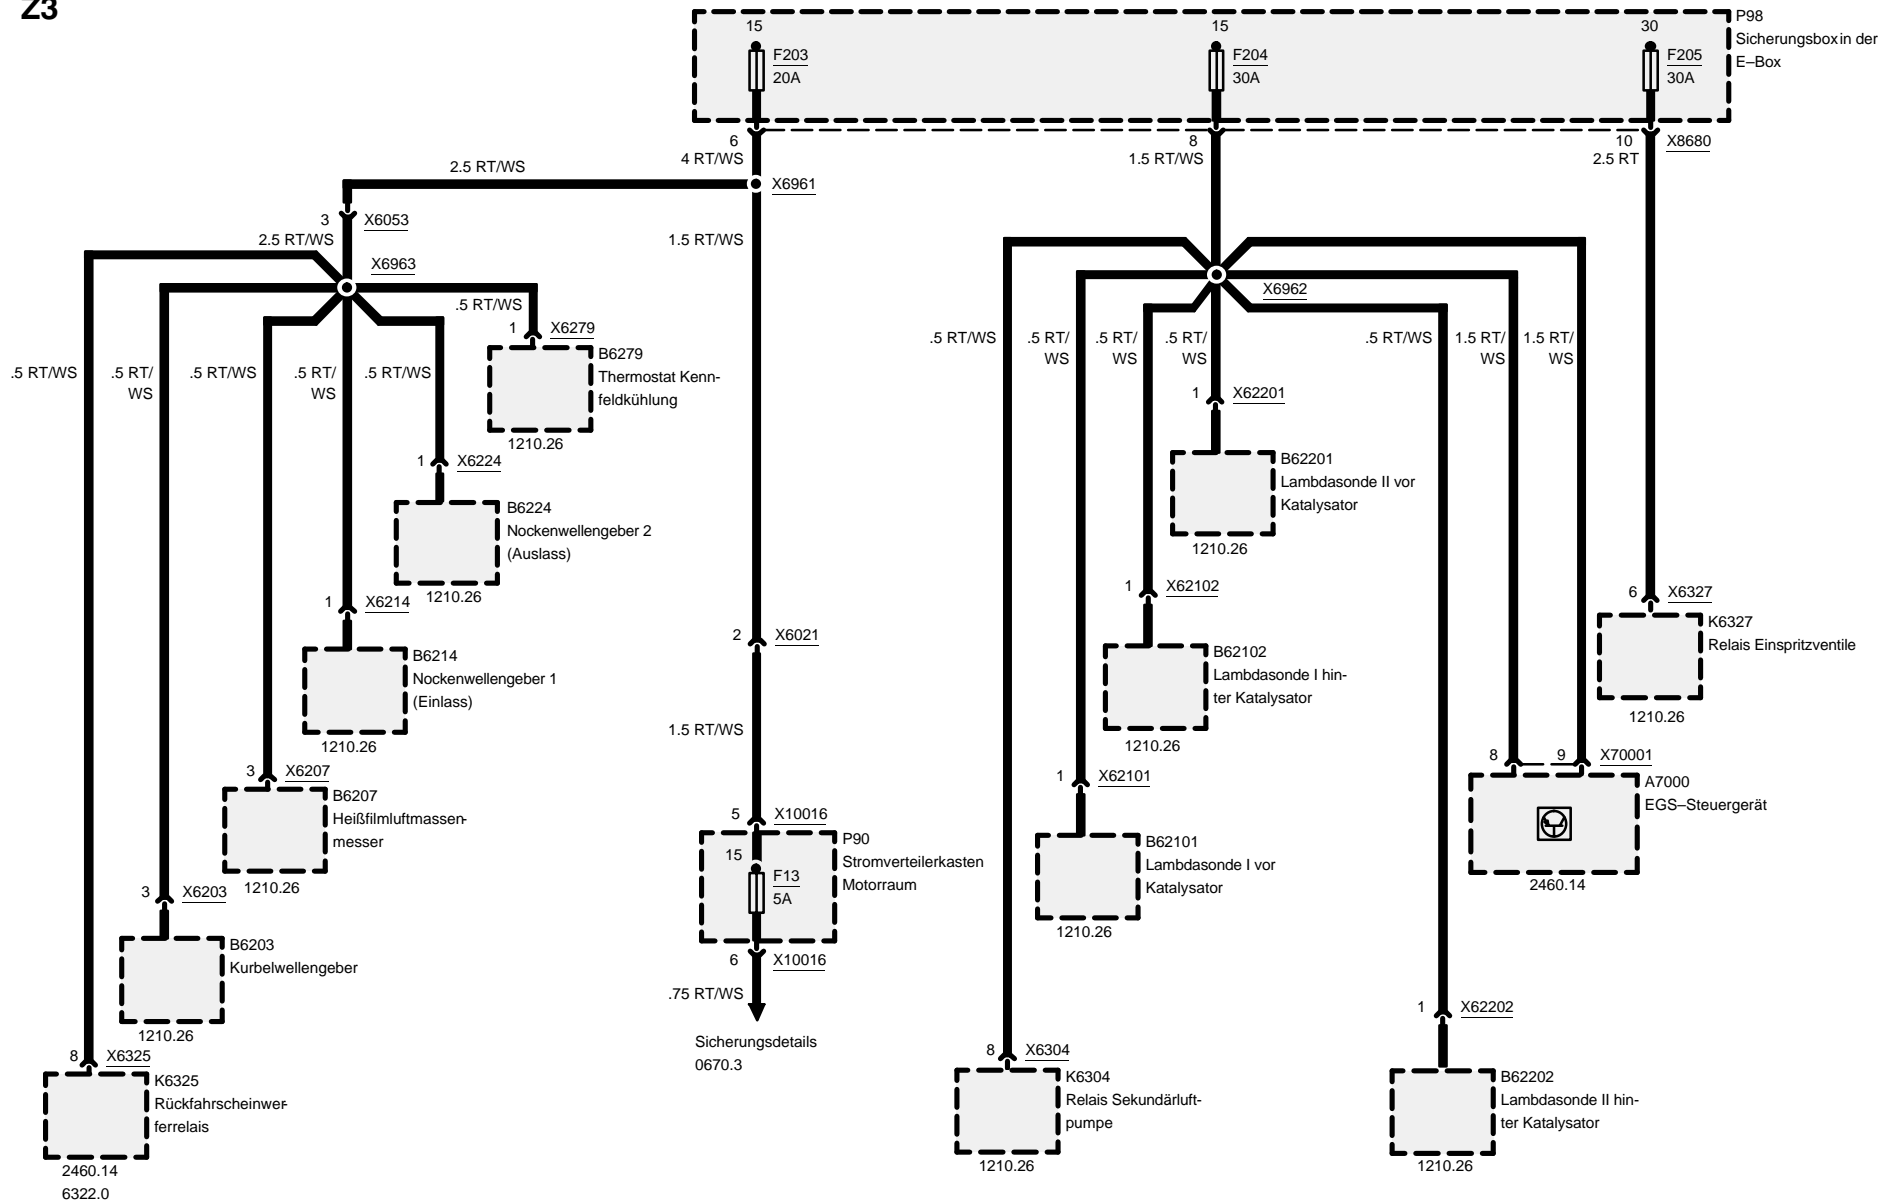 Z3
15
F203
20A
15
F204
30A
30
F205
30A
P98
Sicherungsbox in der
E–Box
6
4 RT/WS
8
1.5 RT/WS
10
2.5 RT
X8680
2.5 RT/WS
X6961
3
X6053
2.5 RT/WS
1.5 RT/WS
X6963
X6962
.5 RT/WS
1
X6279
B6279
Thermostat Kenn-
feldkühlung
1210.26
.5 RT/WS
.5 RT/
WS
.5 RT/WS
.5 RT/
WS
.5 RT/WS
.5 RT/WS
.5 RT/
WS
.5 RT/
WS
.5 RT/
WS
.5 RT/WS
1.5 RT/
WS
1.5 RT/
WS
1
X6224
B6224
Nockenwellengeber 2
(Auslass)
1210.26
1
X6214
B6214
Nockenwellengeber 1
(Einlass)
1210.26
3
X6207
B6207
Heißfilmluftmassen-
messer
1210.26
3
X6203
B6203
Kurbelwellengeber
1210.26
8
X6325
K6325
Rückfahrscheinwer-
ferrelais
2460.14
6322.0
2
X6021
1.5 RT/WS
5
X10016
P90
Stromverteilerkasten
Motorraum
15
F13
5A
6
X10016
.75 RT/WS
Sicherungsdetails
0670.3
1
X62201
B62201
Lambdasonde II vor
Katalysator
1210.26
1
X62102
B62102
Lambdasonde I hin-
ter Katalysator
1210.26
1
X62101
B62101
Lambdasonde I vor
Katalysator
1210.26
8
X6304
K6304
Relais Sekundärluft-
pumpe
1210.26
1
X62202
B62202
Lambdasonde II hin-
ter Katalysator
1210.26
6
X6327
K6327
Relais Einspritzventile
1210.26
8
9
X70001
A7000
EGS–Steuergerät
2460.14